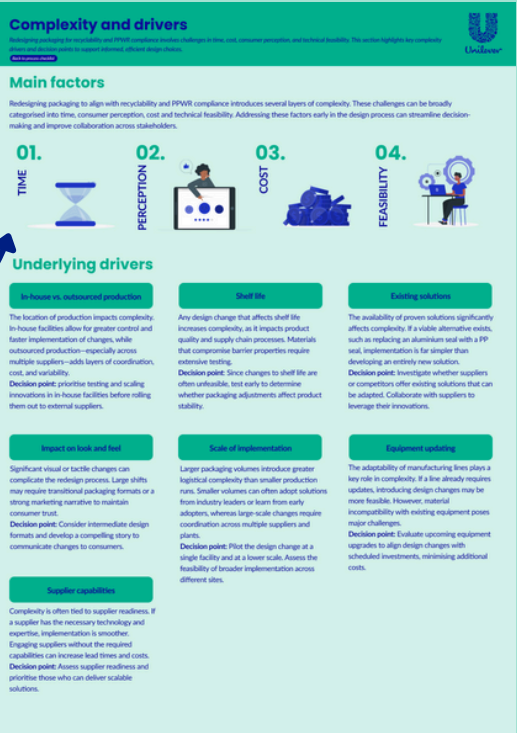 Complexity and drivers
Redesigning packaging for recyclability and PPWR compliance involves challenges in time, cost, consumer perception, and technical feasibility. This section highlights key complexity
drivers and decision points to support informed, efficient design choices.
Back to process checklist
Unilever
Main factors
Redesigning packaging to align with recyclability and PPWR compliance introduces several layers of complexity. These challenges can be broadly
categorised into time, consumer perception, cost and technical feasibility. Addressing these factors early in the design process can streamline decision-
making and improve collaboration across stakeholders.
01.
TIME
02.
PERCEPTION
03.
COST
04.
FEASIBILITY
Underlying drivers
In-house vs. outsourced production
The location of production impacts complexity.
In-house facilities allow for greater control and
faster implementation of changes, while
outsourced production—especially across
multiple suppliers—adds layers of coordination,
cost, and variability.
Decision point: prioritise testing and scaling
innovations in in-house facilities before rolling
them out to external suppliers.
Shelf life
Any design change that affects shelf life
increases complexity, as it impacts product
quality and supply chain processes. Materials
that compromise barrier properties require
extensive testing.
Decision point: Since changes to shelf life are
often unfeasible, test early to determine
whether packaging adjustments affect product
stability.
Existing solutions
The availability of proven solutions significantly
affects complexity. If a viable alternative exists,
such as replacing an aluminium seal with a PP
seal, implementation is far simpler than
developing an entirely new solution.
Decision point: Investigate whether suppliers
or competitors offer existing solutions that can
be adapted. Collaborate with suppliers to
leverage their innovations.
Impact on look and feel
Significant visual or tactile changes can
complicate the redesign process. Large shifts
may require transitional packaging formats or a
strong marketing narrative to maintain
consumer trust.
Decision point: Consider intermediate design
formats and develop a compelling story to
communicate changes to consumers.
Scale of implementation
Larger packaging volumes introduce greater
logistical complexity than smaller production
runs. Smaller volumes can often adopt solutions
from industry leaders or learn from early
adopters, whereas large-scale changes require
coordination across multiple suppliers and
plants.
Decision point: Pilot the design change at a
single facility and at a lower scale. Assess the
feasibility of broader implementation across
different sites.
Equipment updating
The adaptability of manufacturing lines plays a
key role in complexity. If a line already requires
updates, introducing design changes may be
more feasible. However, material
incompatibility with existing equipment poses
major challenges.
Decision point: Evaluate upcoming equipment
upgrades to align design changes with
scheduled investments, minimising additional
costs.
Supplier capabilities
Complexity is often tied to supplier readiness. If
a supplier has the necessary technology and
expertise, implementation is smoother.
Engaging suppliers without the required
capabilities can increase lead times and costs.
Decision point: Assess supplier readiness and
prioritise those who can deliver scalable
solutions.